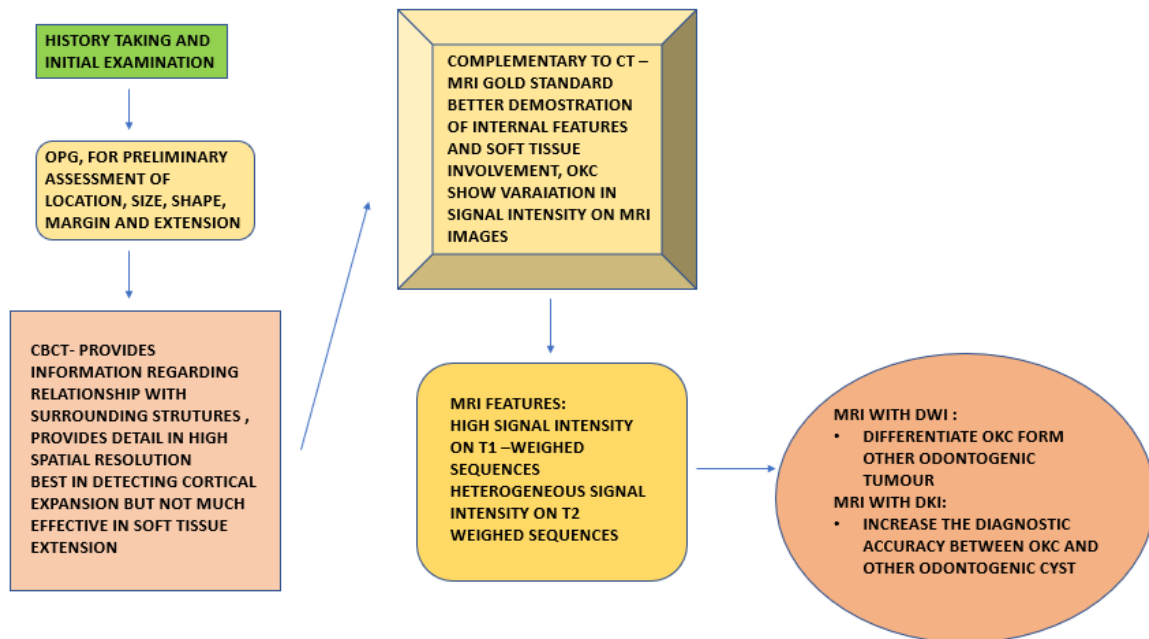 HISTORY TAKING AND
INITIAL EXAMINATION
OPG, FOR PRELIMINARY
ASSESSMENT OF
LOCATION, SIZE, SHAPE,
MARGIN AND EXTENSION
CBCT- PROVIDES
INFORMATION REGARDING
RELATIONSHIP WITH
SURROUNDING STRUTURES ,
PROVIDES DETAIL IN HIGH
SPATIAL RESOLUTION
BEST IN DETECTING CORTICAL
EXPANSION BUT NOT MUCH
EFFECTIVE IN SOFT TISSUE
EXTENSION
COMPLEMENTARY TO CT –
MRI GOLD STANDARD
BETTER DEMOSTRATION
OF INTERNAL FEATURES
AND SOFT TISSUE
INVOLVEMENT, OKC
SHOW VARAIATION IN
SIGNAL INTENSITY ON MRI
IMAGES
MRI FEATURES:
HIGH SIGNAL INTENSITY
ON T1 –WEIGHED
SEQUENCES
HETEROGENEOUS SIGNAL
INTENSITY ON T2
WEIGHED SEQUENCES
MRI WITH DWI :
• DIFFERENTIATE OKC FORM
OTHER ODONTOGENIC
TUMOUR
MRI WITH DKI:
• INCREASE THE DIAGNOSTIC
ACCURACY BETWEEN OKC AND
OTHER ODONTOGENIC CYST